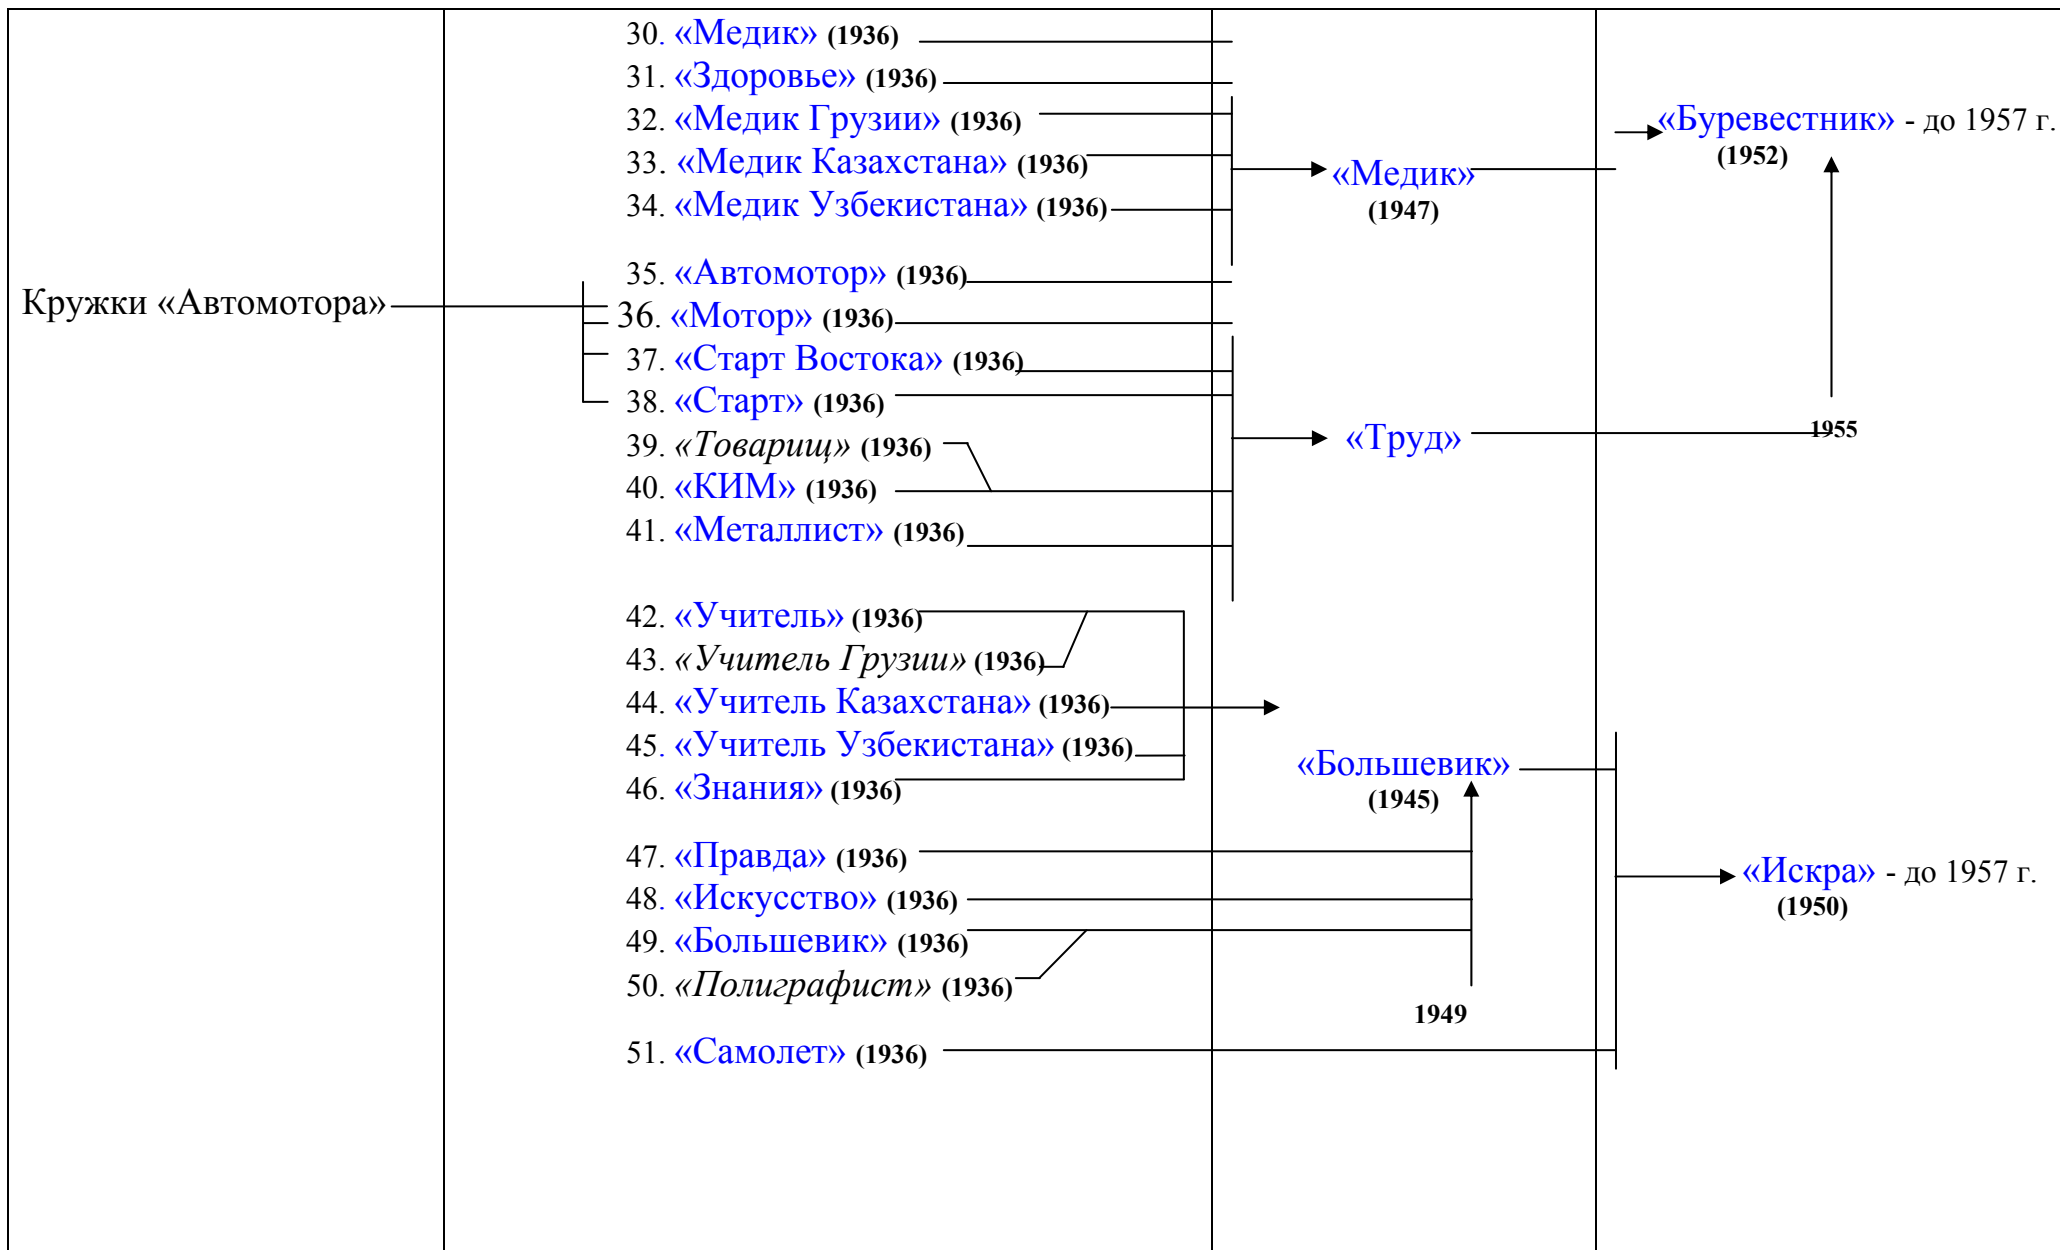 30. «Медик» (1936)
31. «Здоровье» (1936)
32. «Медик Грузии» (1936)
«Буревестник» - до 1957 г.
(1952)
33. «Медик Казахстана» (1936)
«Медик»
(1947)
34. «Медик Узбекистана» (1936)
35. «Автомотор» (1936)
Кружки «Автомотора»
36. «Мотор» (1936)
37. «Старт Востока» (1936)
38. «Старт» (1936)
39. «Товарищ» (1936)
«Труд»
1955
40. «КИМ» (1936)
41. «Металлист» (1936)
42. «Учитель» (1936)
43. «Учитель Грузии» (1936)
44. «Учитель Казахстана» (1936)
45. «Учитель Узбекистана» (1936)
46. «Знания» (1936)
«Большевик»
(1945)
47. «Правда» (1936)
48. «Искусство» (1936)
«Искра» - до 1957 г.
(1950)
49. «Большевик» (1936)
50. «Полиграфист» (1936)
1949
51. «Самолет» (1936)